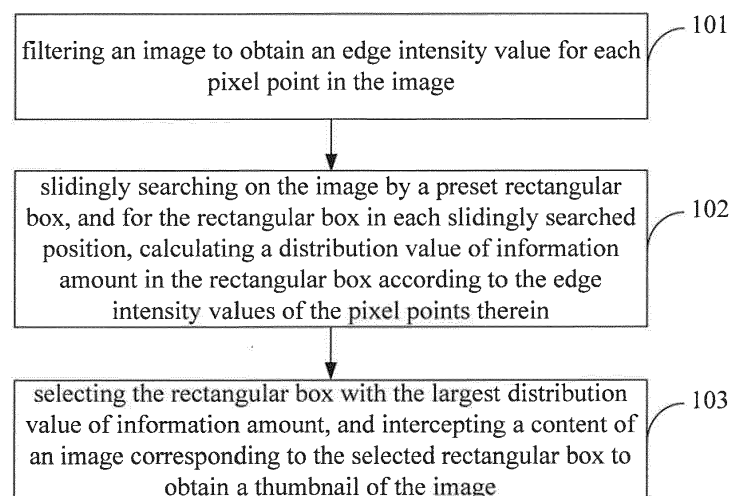 filtering an image to obtain an edge intensity value for each
pixel point in the image
101
slidingly searching on the image by a preset rectangular
box, and for the rectangular box in each slidingly searched
position, calculating a distribution value of information
amount in the rectangular box according to the edge
intensity values of the pixel points therein
102
selecting the rectangular box with the largest distribution
value of information amount, and intercepting a content of
an image corresponding to the selected rectangular box to
obtain a thumbnail of the image
103